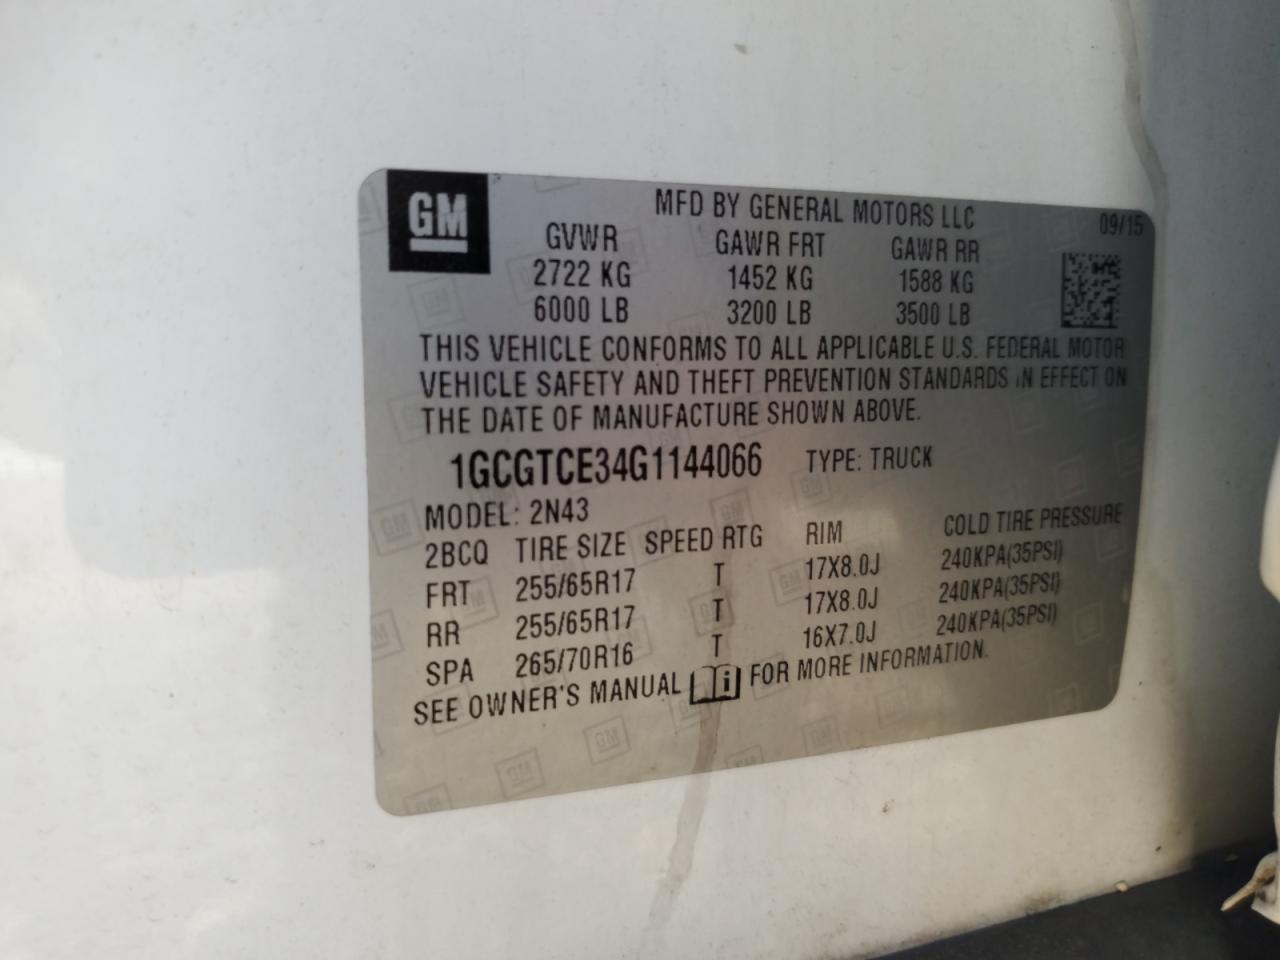 GM
MFD BY GENERAL MOTORS LLC
09/15
GVWR GAWR FRT GAWR RR
2722 KG 1452 KG 1588 KG
6000 LB 3200 LB 3500 LB
THIS VEHICLE CONFORMS TO ALL APPLICABLE U.S. FEDERAL MOTOR
VEHICLE SAFETY AND THEFT PREVENTION STANDARDS IN EFFECT ON
THE DATE OF MANUFACTURE SHOWN ABOVE.
1GCGTCE34G1144066 TYPE: TRUCK
MODEL: 2N43
2BCQ TIRE SIZE SPEED RTG RIM COLD TIRE PRESSURE
FRT 255/65R17 T 17X8.0J 240KPA(35PSI)
RR 255/65R17 T 17X8.0J 240KPA(35PSI)
SPA 265/70R16 T 16X7.0J 240KPA(35PSI)
SEE OWNER'S MANUAL i FOR MORE INFORMATION.